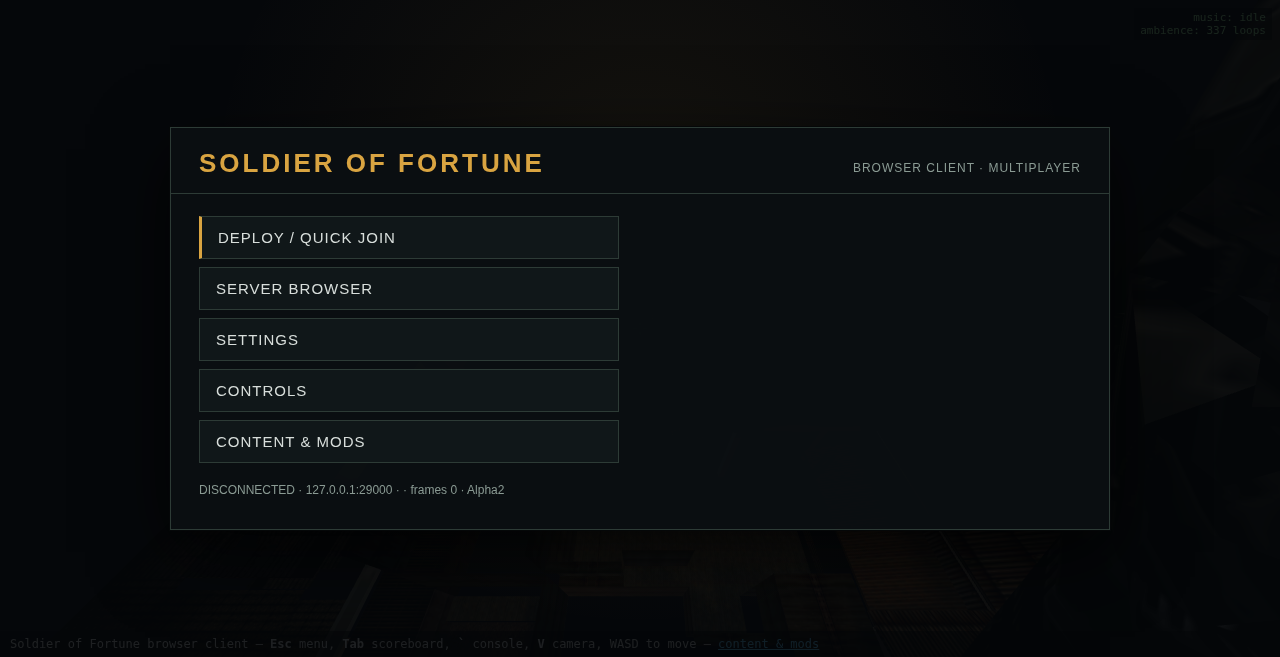 music: idle
ambience: 337 loops
SOLDIER OF FORTUNE
BROWSER CLIENT · MULTIPLAYER
DEPLOY / QUICK JOIN
SERVER BROWSER
SETTINGS
CONTROLS
CONTENT & MODS
DISCONNECTED · 127.0.0.1:29000 · · frames 0 · Alpha2
Soldier of Fortune browser client — Esc menu, Tab scoreboard, ` console, V camera, WASD to move — content & mods